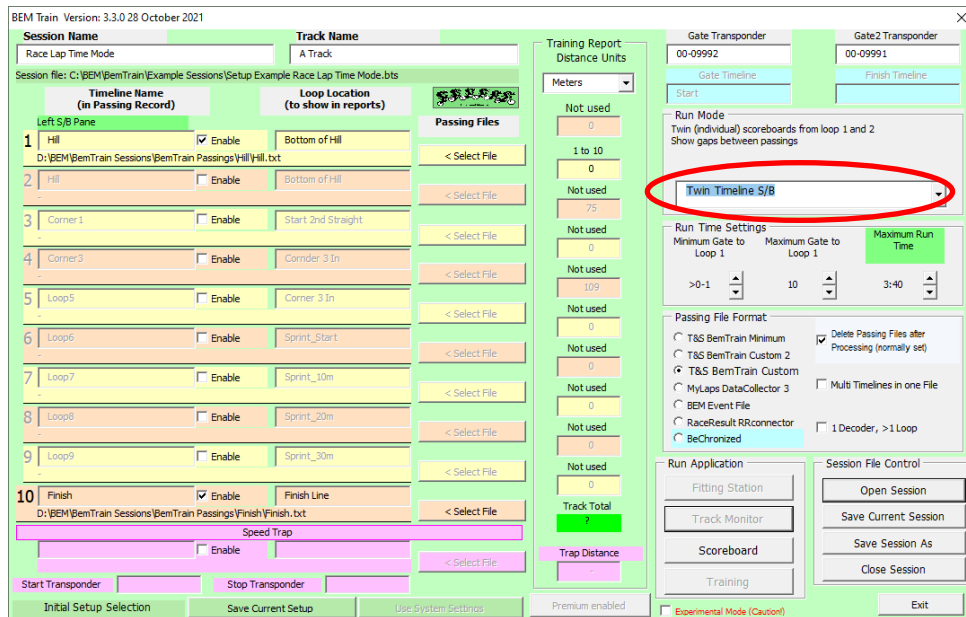 BEM Train Version: 3.3.0 28 October 2021
Session Name
Track Name
Race Lap Time Mode
A Track
Session file: C:\BEM\BemTrain\Example Sessions\Setup Example Race Lap Time Mode.bts
Timeline Name
(in Passing Record)
Loop Location
(to show in reports)
Left S/B Pane
Passing Files
1 Hill Enable Bottom of Hill
D:\BEM\BemTrain Sessions\BemTrain Passings\Hill\Hill.txt
< Select File
2 Hill Enable Bottom of Hill
-
< Select File
3 Corner1 Enable Start 2nd Straight
-
< Select File
4 Corner3 Enable Cornder 3 In
-
< Select File
5 Loop5 Enable Corner 3 In
-
< Select File
6 Loop6 Enable Sprint_Start
-
< Select File
7 Loop7 Enable Sprint_10m
-
< Select File
8 Loop8 Enable Sprint_20m
-
< Select File
9 Loop9 Enable Sprint_30m
-
< Select File
10 Finish Enable Finish Line
D:\BEM\BemTrain Sessions\BemTrain Passings\Finish\Finish.txt
< Select File
Speed Trap
Enable
< Select File
Start Transponder
Stop Transponder
Initial Setup Selection
Save Current Setup
Use System Settings
Training Report
Distance Units
Meters
Not used
0
1 to 10
0
Not used
75
Not used
0
Not used
109
Not used
0
Not used
0
Not used
0
Not used
0
Not used
0
Track Total
?
Trap Distance
-
Premium enabled
Gate Transponder
Gate2 Transponder
00-09992
00-09991
Gate Timeline
Finish Timeline
Start
Run Mode
Twin (individual) scoreboards from loop 1 and 2
Show gaps between passings
Twin Timeline S/B
Run Time Settings
Minimum Gate to
Loop 1
Maximum Gate to
Loop 1
Maximum Run
Time
>0-1
10
3:40
Passing File Format
T&S BemTrain Minimum
T&S BemTrain Custom 2
T&S BemTrain Custom
MyLaps DataCollector 3
BEM Event File
RaceResult RRconnector
BeChronized
Delete Passing Files after
Processing (normally set)
Multi Timelines in one File
1 Decoder, >1 Loop
Run Application
Fitting Station
Track Monitor
Scoreboard
Training
Session File Control
Open Session
Save Current Session
Save Session As
Close Session
Experimental Mode (Caution!)
Exit